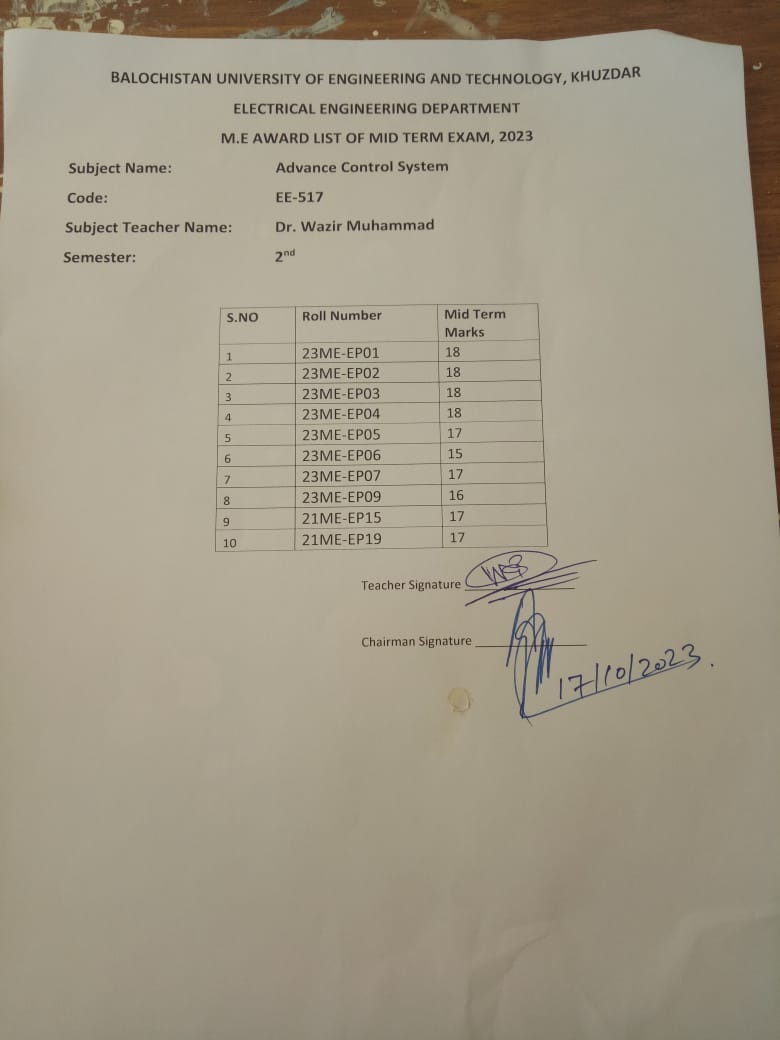 BALOCHISTAN UNIVERSITY OF ENGINEERING AND TECHNOLOGY, KHUZDAR
ELECTRICAL ENGINEERING DEPARTMENT
M.E AWARD LIST OF MID TERM EXAM, 2023
Subject Name: Advance Control System
Code: EE-517
Subject Teacher Name: Dr. Wazir Muhammad
Semester: 2nd
S.NO Roll Number Mid Term Marks
1 23ME-EP01 18
2 23ME-EP02 18
3 23ME-EP03 18
4 23ME-EP04 18
5 23ME-EP05 17
6 23ME-EP06 15
7 23ME-EP07 17
8 23ME-EP09 16
9 21ME-EP15 17
10 21ME-EP19 17
Teacher Signature
Chairman Signature
17/10/2023.